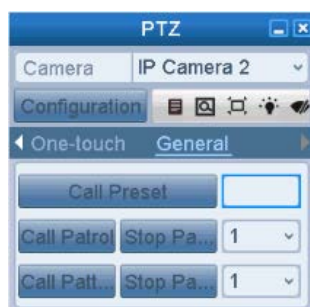 PTZ
Camera IP Camera 2
Configuration
One-touch General
Call Preset
Call Patrol Stop Pa... 1
Call Patt... Stop Pa... 1